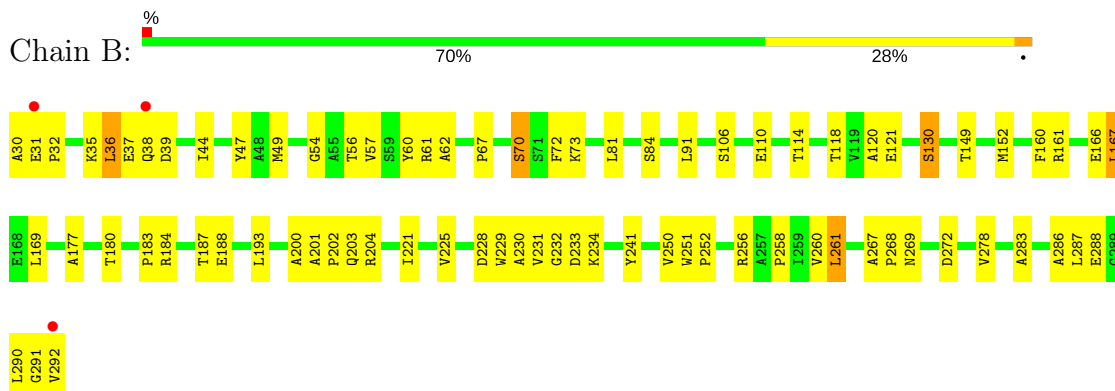 %
Chain B:
70% 28% •
A30 E31 P32 K35 L36 E37 Q38 D39 I44 Y47 A48 M49 G54 A55 T56 V57 S59 Y60 R61 A62 P67 S70 S71 F72 K73 L81 S84 L91 S106 E110 T114 T118 V119 A120 E121 S130 T149 M152 F160 R161 E166 L167
E168 L169 A177 T180 P183 R184 T187 E188 L193 A200 A201 P202 Q203 R204 I221 V225 D228 W229 A230 V231 G232 D233 K234 Y241 V250 W251 P252 R256 A257 P258 I259 V260 L261 A267 P268 N269 D272 V278 A283 A286 L287 E288 G289
L290 G291 V292